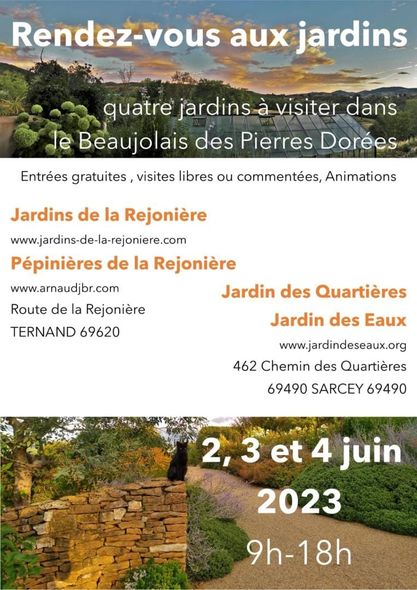 Rendez-vous aux jardins
quatre jardins à visiter dans
le Beaujolais des Pierres Dorées
Entrées gratuites , visites libres ou commentées, Animations
Jardins de la Rejonière
www.jardins-de-la-rejoniere.com
Pépinières de la Rejonière
www.arnaudjbr.com
Route de la Rejonière
TERNAND 69620
Jardin des Quartières
Jardin des Eaux
www.jardindeseaux.org
462 Chemin des Quartières
69490 SARCEY 69490
2, 3 et 4 juin
2023
9h-18h